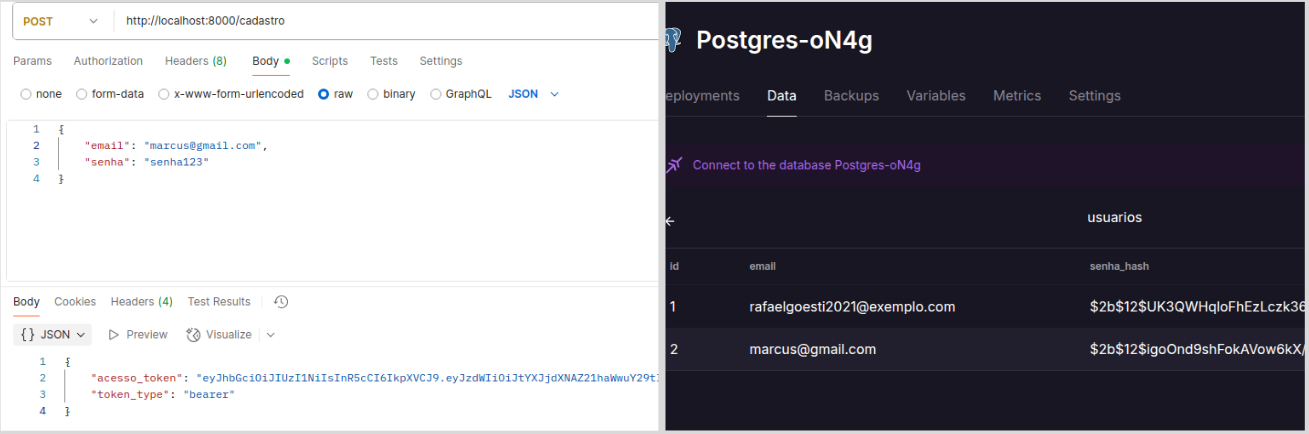 POST http://localhost:8000/cadastro
Params Authorization Headers (8) Body Scripts Tests Settings
none form-data x-www-form-urlencoded raw binary GraphQL JSON
1 {
2 "email": "marcus@gmail.com",
3 "senha": "senha123"
4 }
Body Cookies Headers (4) Test Results
{} JSON Preview Visualize
1 {
2 "acesso_token": "eyJhbGciOiJIUzI1NiIsInR5cCI6IkpXVCJ9.eyJzdWIiOiJtYXJjdXNAZ21haWwuY29t
3 "token_type": "bearer"
4 }
Postgres-oN4g
eployments Data Backups Variables Metrics Settings
Connect to the database Postgres-oN4g
usuarios
id email senha_hash
1 rafaelgoesti2021@exemplo.com $2b$12$UK3QWHqloFhEzLczk36
2 marcus@gmail.com $2b$12$igoOnd9shFokAVow6kX/